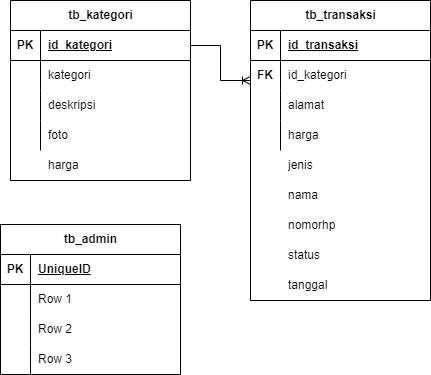 tb_kategori
PK id_kategori
kategori
deskripsi
foto
harga
tb_transaksi
PK id_transaksi
FK id_kategori
alamat
harga
jenis
nama
nomorhp
status
tanggal
tb_admin
PK UniqueID
Row 1
Row 2
Row 3